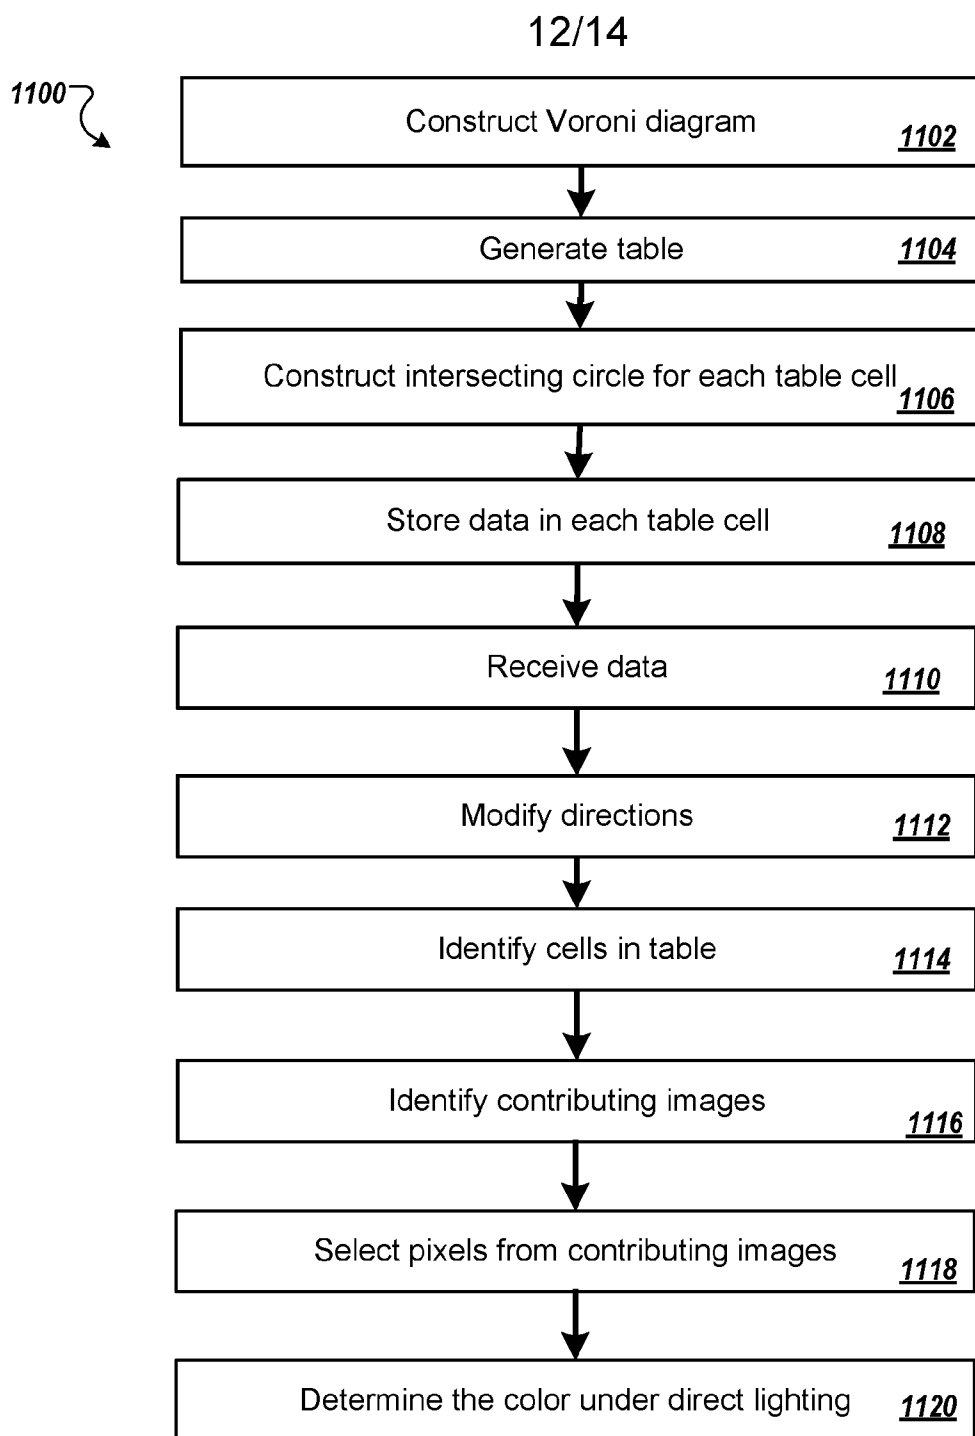 12/14
1100
Construct Voroni diagram
1102
Generate table
1104
Construct intersecting circle for each table cell
1106
Store data in each table cell
1108
Receive data
1110
Modify directions
1112
Identify cells in table
1114
Identify contributing images
1116
Select pixels from contributing images
1118
Determine the color under direct lighting
1120